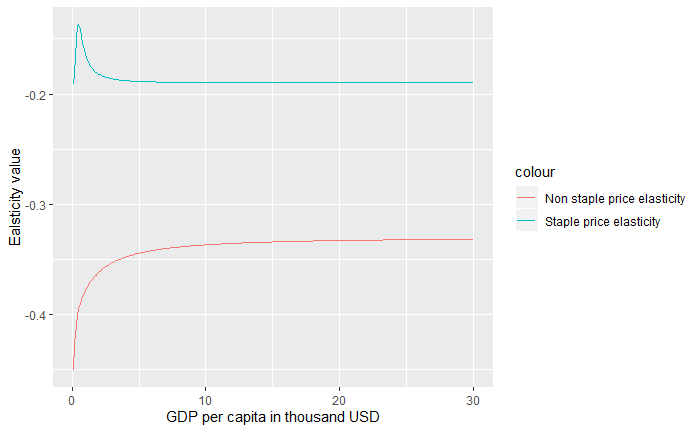 Ealsticity value
-0.2
-0.3
-0.4
0
10
20
30
GDP per capita in thousand USD
colour
Non staple price elasticity
Staple price elasticity